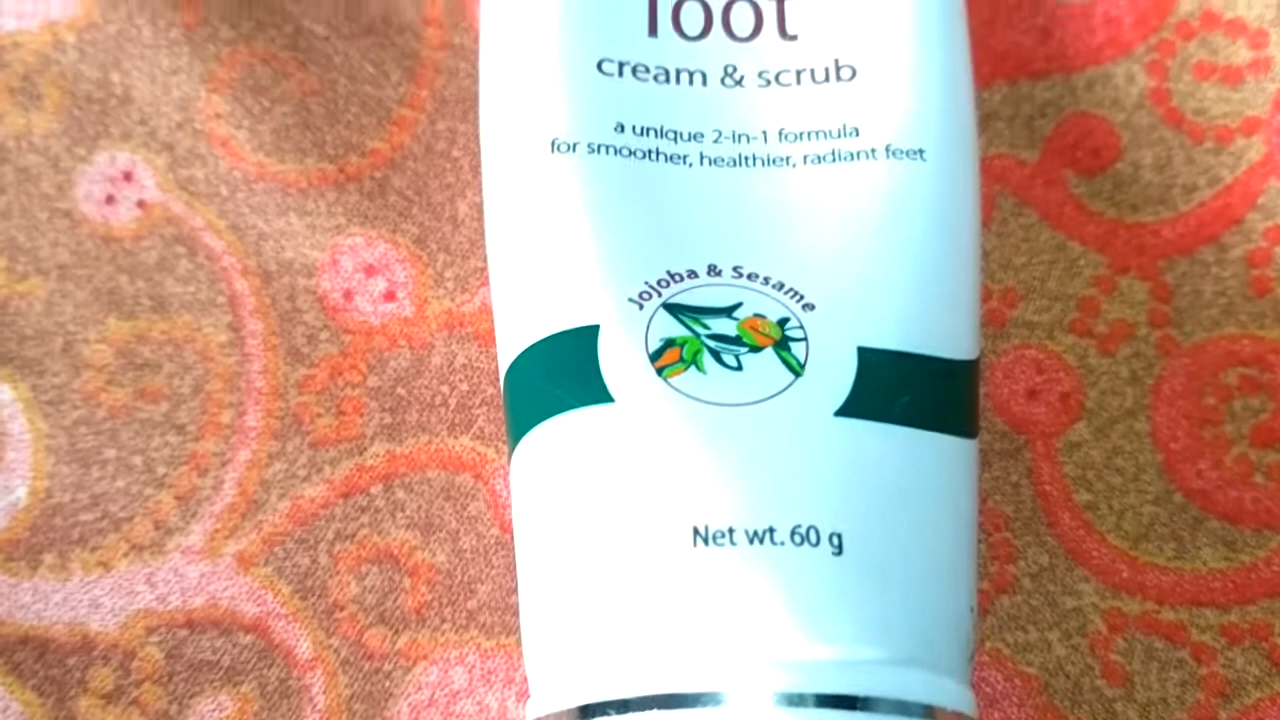 foot
cream & scrub
a unique 2-in-1 formula
for smoother, healthier, radiant feet
Jojoba & Sesame
Net wt. 60 g